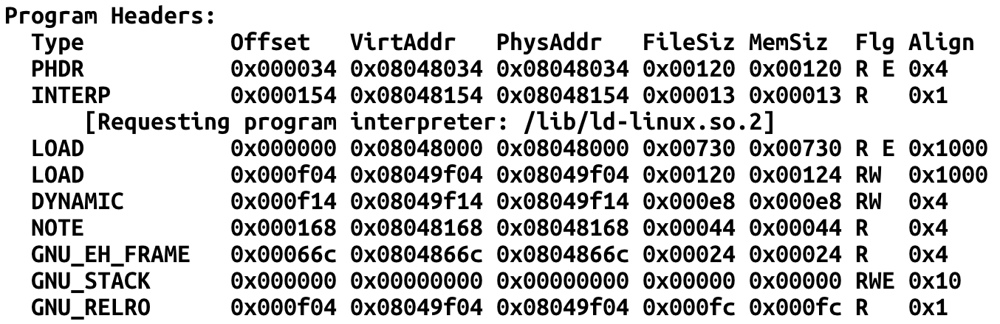 Program Headers:
  Type           Offset   VirtAddr   PhysAddr   FileSiz MemSiz  Flg Align
  PHDR           0x000034 0x08048034 0x08048034 0x00120 0x00120 R E 0x4
  INTERP         0x000154 0x08048154 0x08048154 0x00013 0x00013 R   0x1
      [Requesting program interpreter: /lib/ld-linux.so.2]
  LOAD           0x000000 0x08048000 0x08048000 0x00730 0x00730 R E 0x1000
  LOAD           0x000f04 0x08049f04 0x08049f04 0x00120 0x00124 RW  0x1000
  DYNAMIC        0x000f14 0x08049f14 0x08049f14 0x000e8 0x000e8 RW  0x4
  NOTE           0x000168 0x08048168 0x08048168 0x00044 0x00044 R   0x4
  GNU_EH_FRAME   0x00066c 0x0804866c 0x0804866c 0x00024 0x00024 R   0x4
  GNU_STACK      0x000000 0x00000000 0x00000000 0x00000 0x00000 RWE 0x10
  GNU_RELRO      0x000f04 0x08049f04 0x08049f04 0x000fc 0x000fc R   0x1